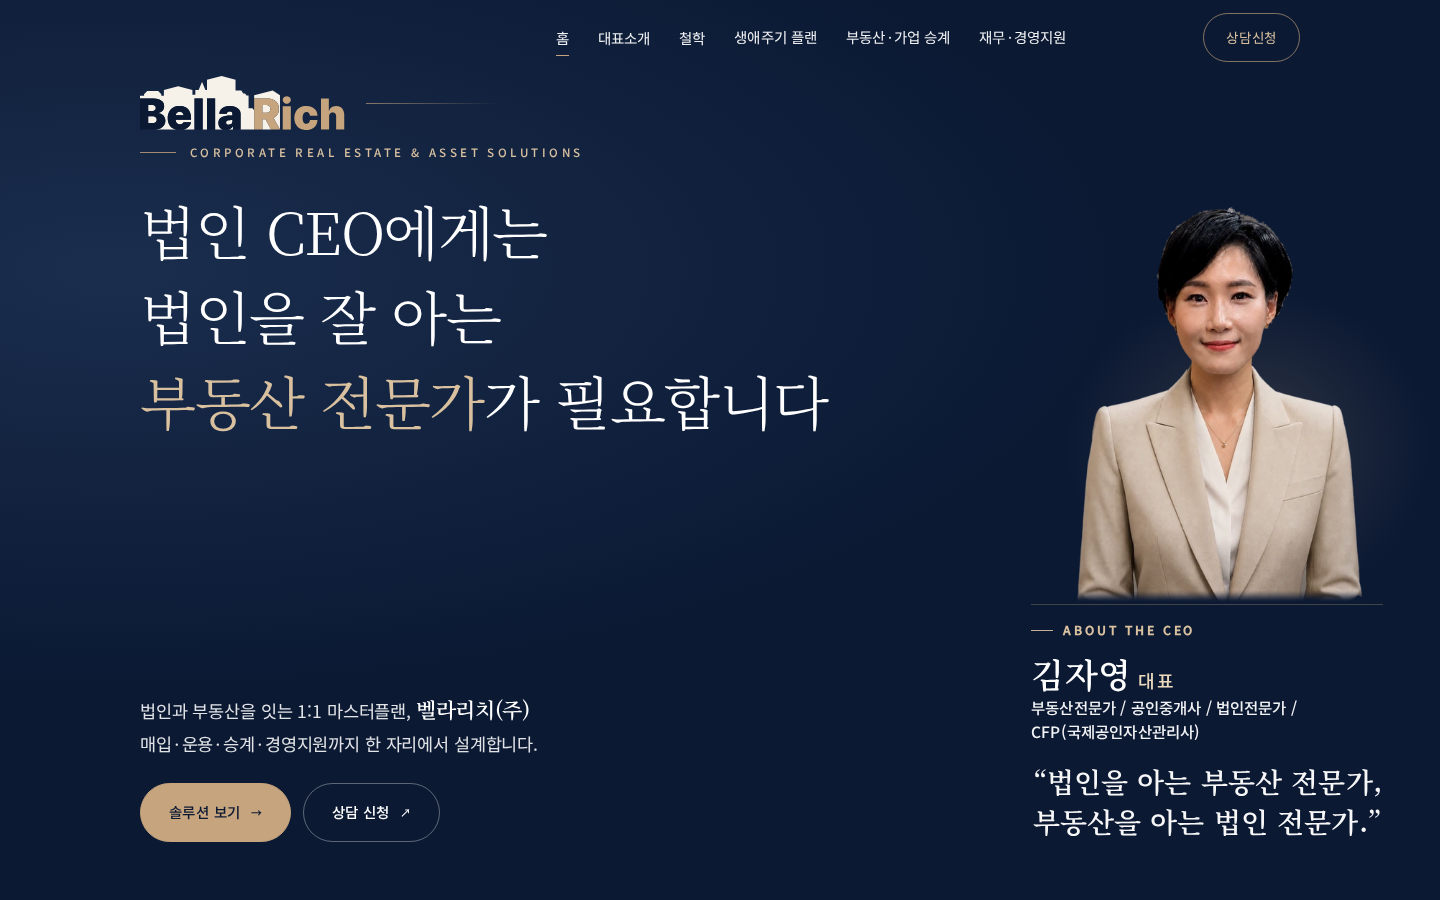 홈 대표소개 철학 생애주기 플랜 부동산·가업 승계 재무·경영지원 상담신청
Bella Rich
CORPORATE REAL ESTATE & ASSET SOLUTIONS
법인 CEO에게는
법인을 잘 아는
부동산 전문가가 필요합니다
법인과 부동산을 잇는 1:1 마스터플랜, 벨라리치(주)
매입·운용·승계·경영지원까지 한 자리에서 설계합니다.
솔루션 보기 → 상담 신청 ↗
ABOUT THE CEO
김자영 대표
부동산전문가 / 공인중개사 / 법인전문가 /
CFP(국제공인자산관리사)
“법인을 아는 부동산 전문가,
부동산을 아는 법인 전문가.”